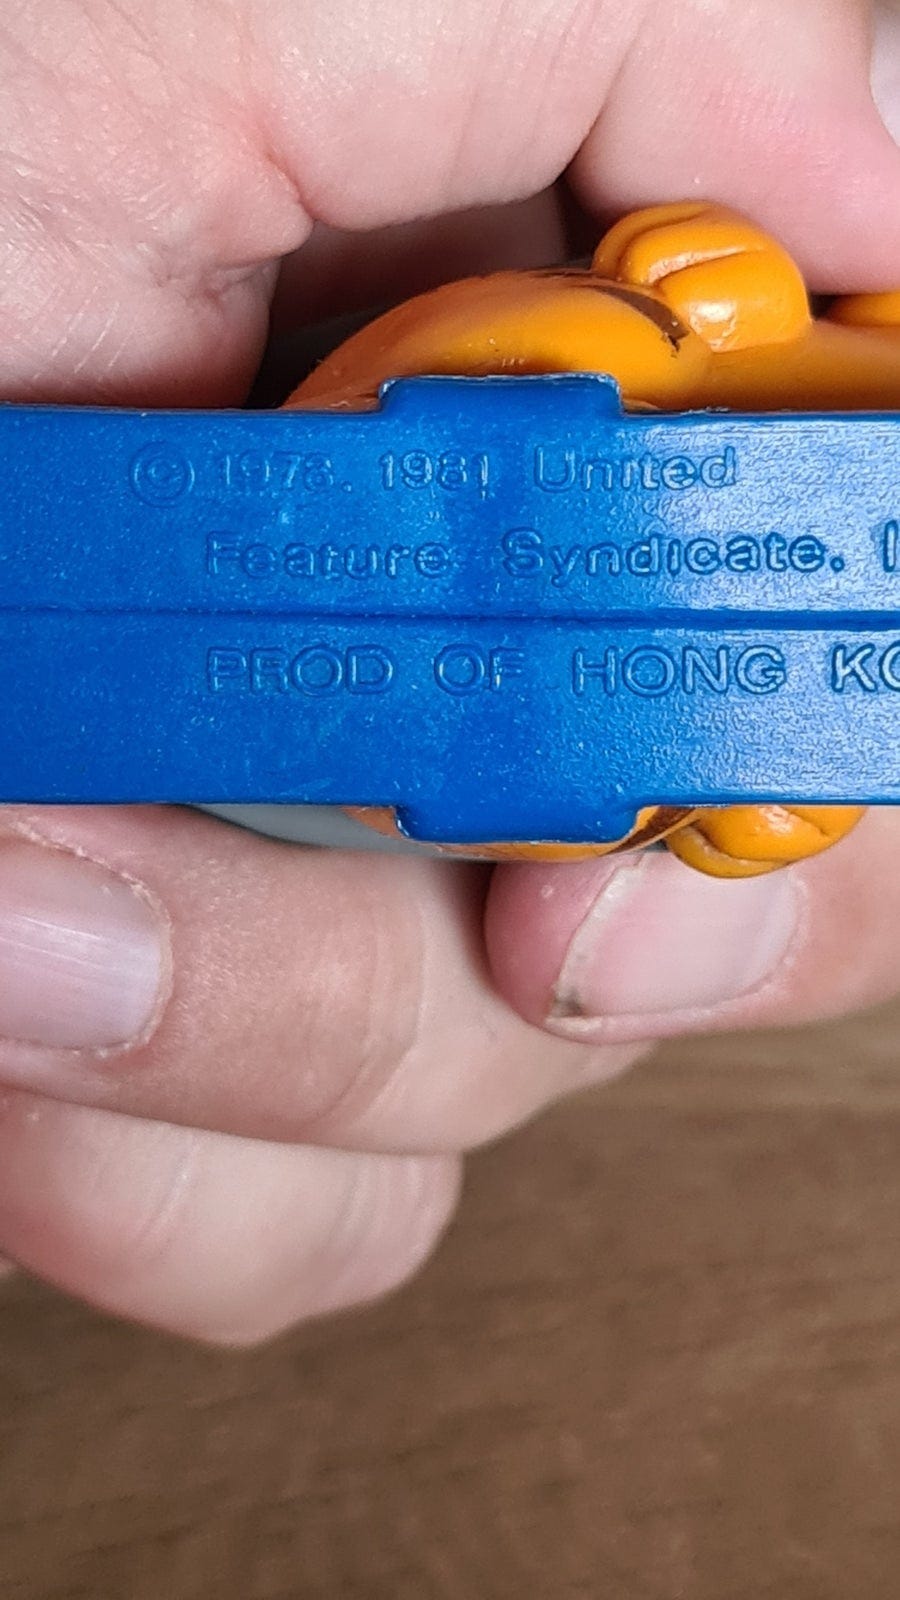 © 1978, 1981 United
Feature Syndicate, I
PROD OF HONG KO